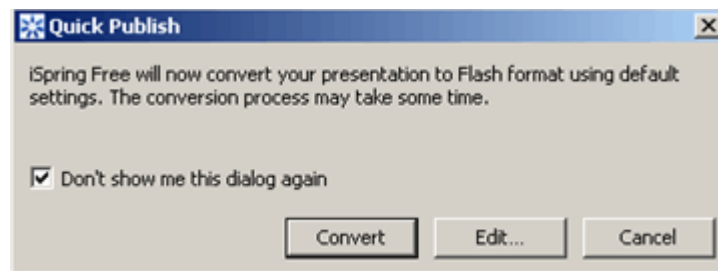 Quick Publish
iSpring Free will now convert your presentation to Flash format using default
settings. The conversion process may take some time.
Don't show me this dialog again
Convert Edit... Cancel